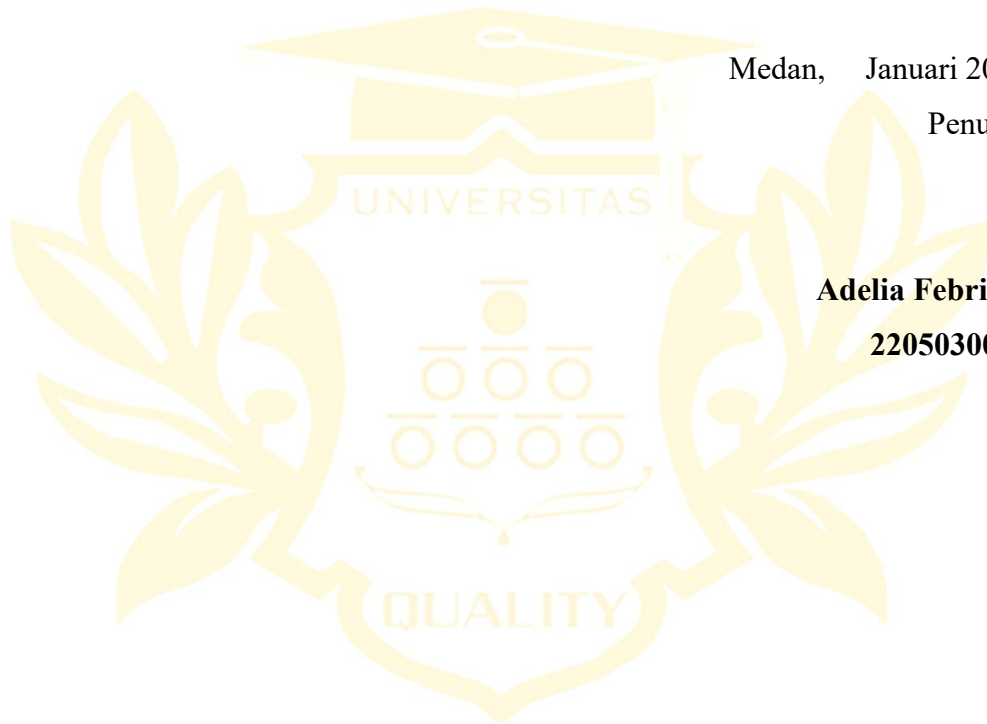 Medan, Januari 20
Penu
UNIVERSITAS
Adelia Febri
22050300
QUALITY